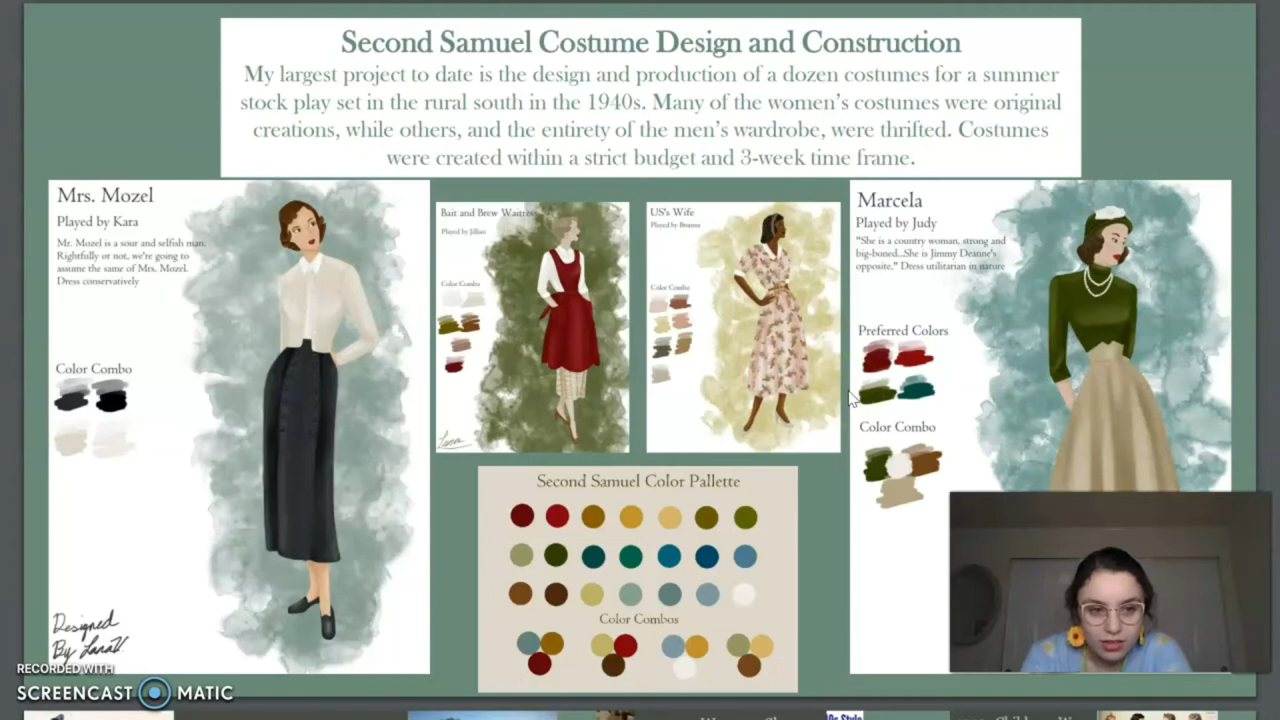 Second Samuel Costume Design and Construction
My largest project to date is the design and production of a dozen costumes for a summer
stock play set in the rural south in the 1940s. Many of the women's costumes were original
creations, while others, and the entirety of the men's wardrobe, were thrifted. Costumes
were created within a strict budget and 3-week time frame.
Mrs. Mozel
Played by Kara
Mr. Mozel is a sour and selfish man.
Rightfully or not, we're going to
assume the same of Mrs. Mozel.
Dress conservatively
Color Combo
Designed
By Lana V.
Bait and Brew Waitress
Played by Jillian
Color Combo
Lana
US's Wife
Played by Brianna
Color Combo
Marcela
Played by Judy
"She is a country woman, strong and
big-boned...She is Jimmy Deanne's
opposite." Dress utilitarian in nature
Preferred Colors
Color Combo
Second Samuel Color Pallette
Color Combos
RECORDED WITH
SCREENCAST MATIC